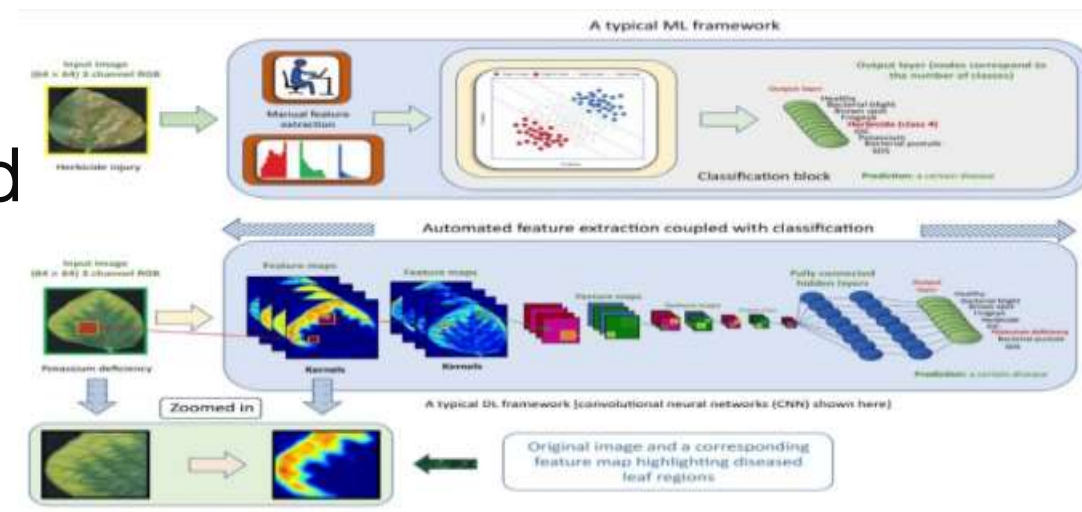 A typical ML framework
Input image
(64 × 64) 3 channel RGB
Herbicide injury
Manual feature
extraction
Output layer (nodes correspond to
the number of classes)
Output layer
Healthy
Bacterial blight
Brown spot
Frogeye
Herbicide (class 4)
Potassium
Bacterial pustule
SDS
Classification block
Prediction: a certain disease
d
Automated feature extraction coupled with classification
Input image
(64 × 64) 3 channel RGB
Potassium deficiency
Feature maps
Kernels
Feature maps
Kernels
Feature maps
Fully connected
hidden layers
Output
layer
Healthy
Bacterial blight
Brown spot
Frogeye
Herbicide
Potassium deficiency
Bacterial pustule
SDS
Prediction: a certain disease
Zoomed in
A typical DL framework [convolutional neural networks (CNN) shown here]
Original image and a corresponding
feature map highlighting diseased
leaf regions